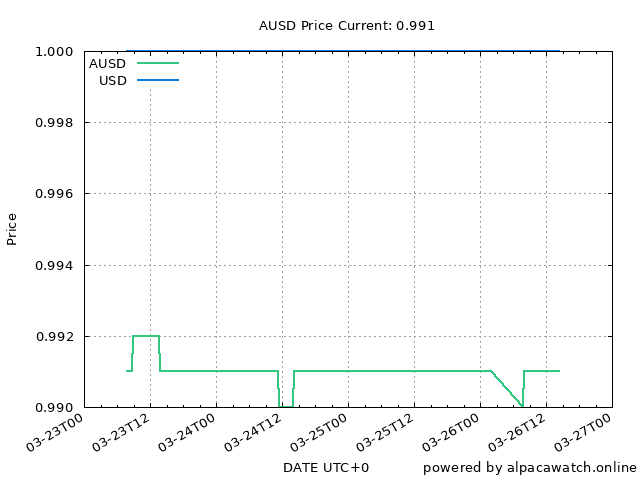 AUSD Price Current: 0.991
1.000
AUSD
USD
0.998
0.996
Price
0.994
0.992
0.990
03-23T00
03-23T12
03-24T00
03-24T12
03-25T00
03-25T12
03-26T00
03-26T12
03-27T00
DATE UTC+0
powered by alpacawatch.online